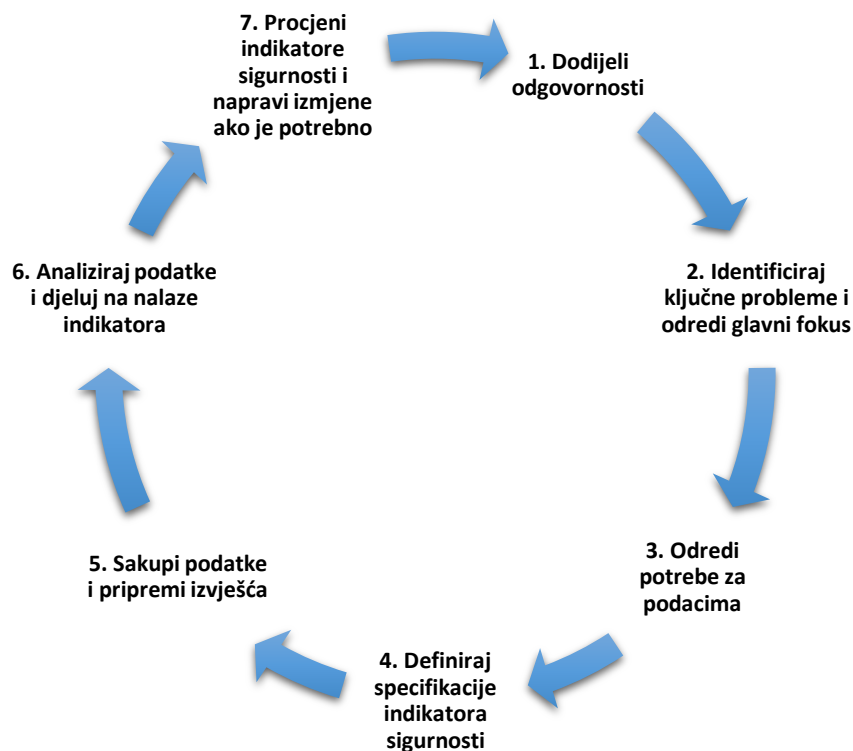 1. Dodijeli
odgovornosti
2. Identificiraj
ključne probleme i
odredi glavni fokus
3. Odredi
potrebe za
podacima
4. Definiraj
specifikacije
indikatora
sigurnosti
5. Sakupi podatke
i pripremi izvješća
6. Analiziraj podatke
i djeluj na nalaze
indikatora
7. Procjeni
indikatore
sigurnosti i
napravi izmjene
ako je potrebno